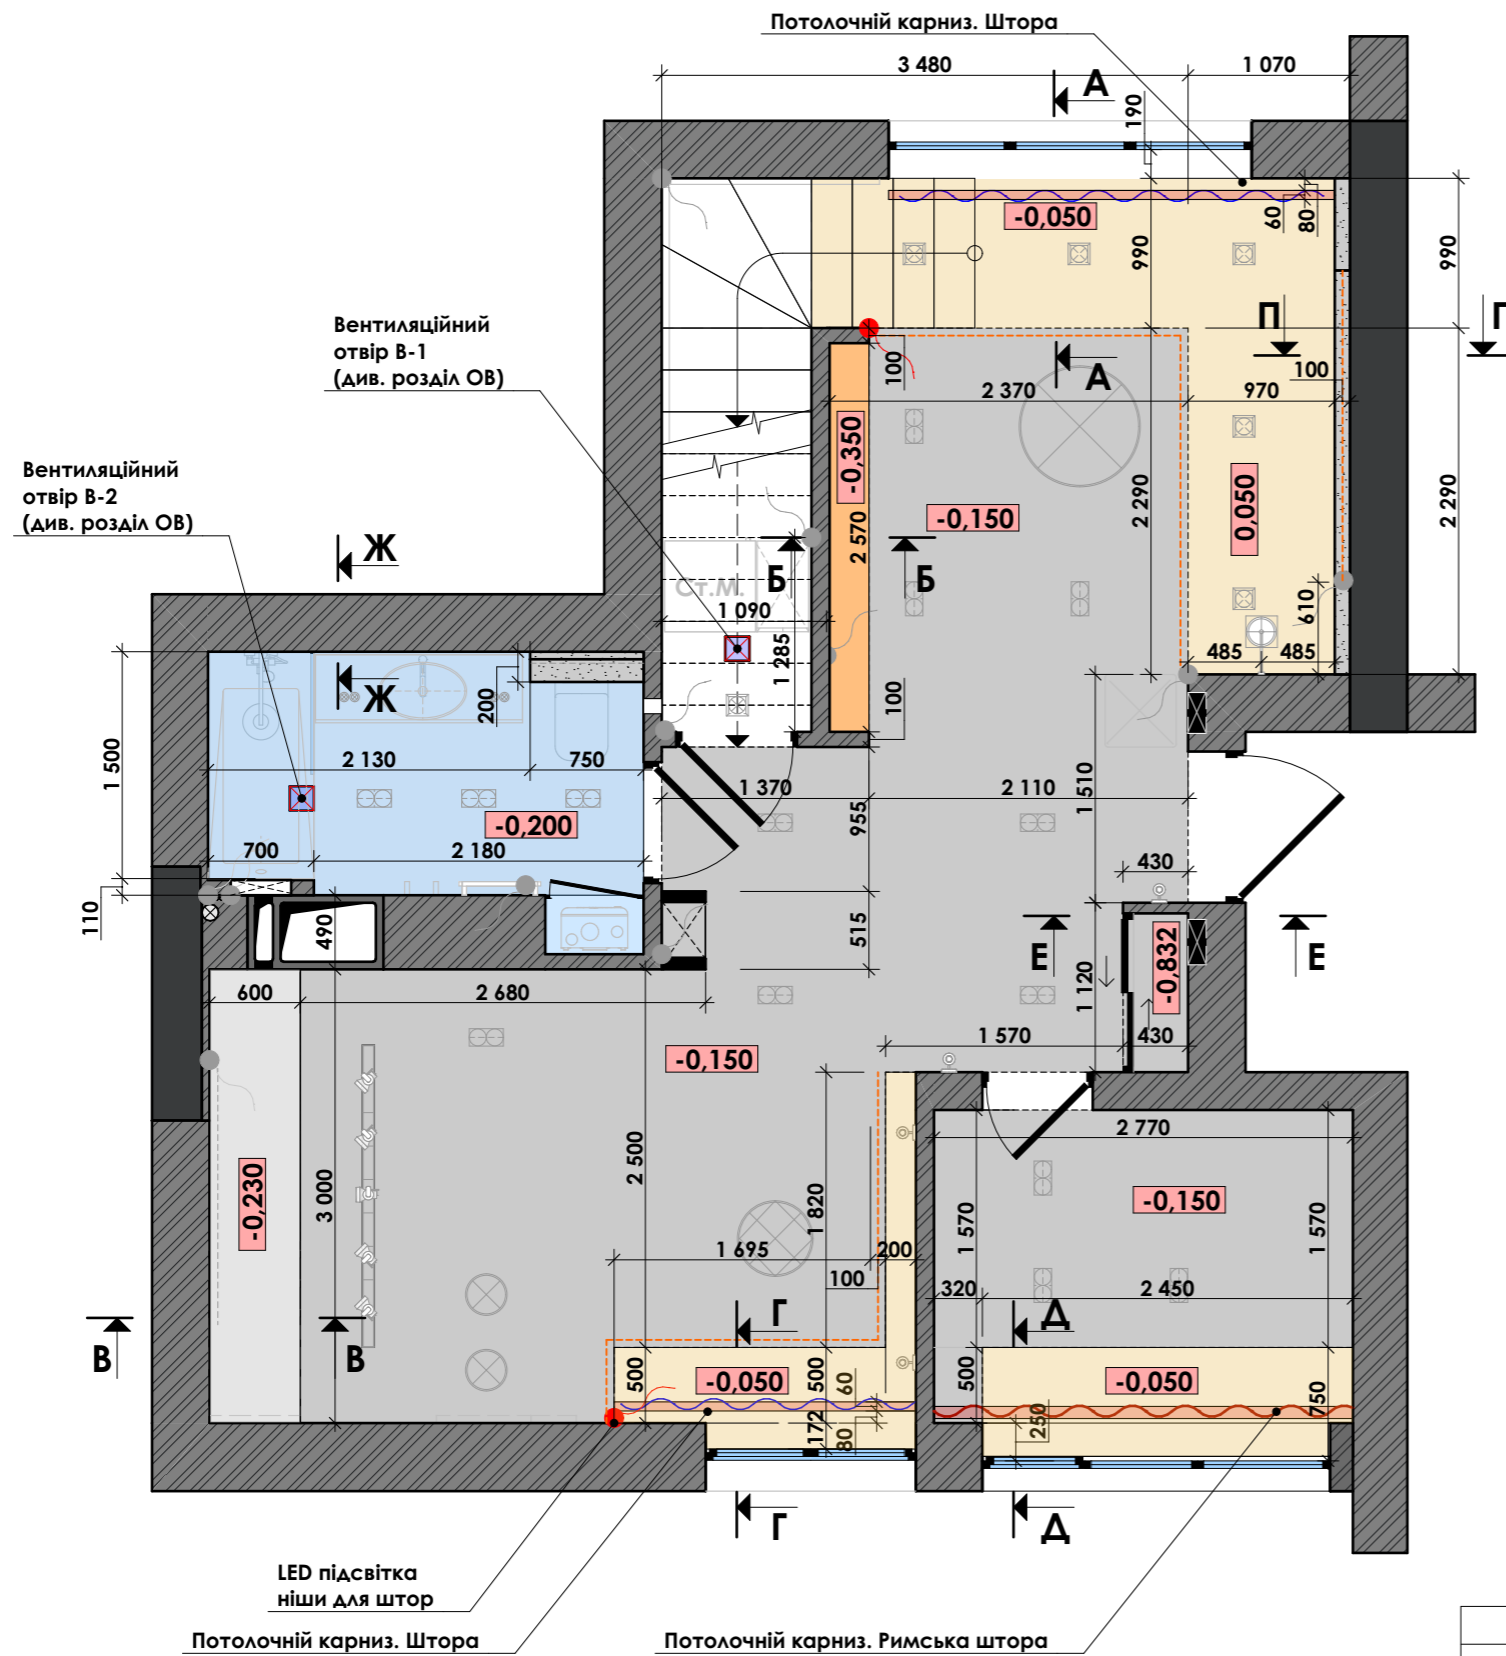 Потолочній карниз. Штора
3 480
1 070
А
190
-0,050
60
80
990
990
Вентиляційний
отвір В-1
(див. розділ ОВ)
П
П
100
А
100
2 370
970
-0,350
2 290
2 290
Вентиляційний
отвір В-2
(див. розділ ОВ)
-0,150
0,050
2 570
Ж
Б
Б
Ст.М.
1 090
610
1 285
485
485
Ж
200
100
1 500
2 130
750
1 370
2 110
1 510
955
-0,200
700
2 180
430
110
490
515
Е
Е
-0,832
600
2 680
1 120
1 570
430
-0,150
2 770
2 500
3 000
-0,230
1 820
-0,150
1 570
1 570
1 695
200
100
320
2 450
Г
Д
В
В
500
-0,050
500
60
500
-0,050
750
172
80
250
Г
Д
LED підсвітка
ніши для штор
Потолочній карниз. Штора
Потолочній карниз. Римська штора